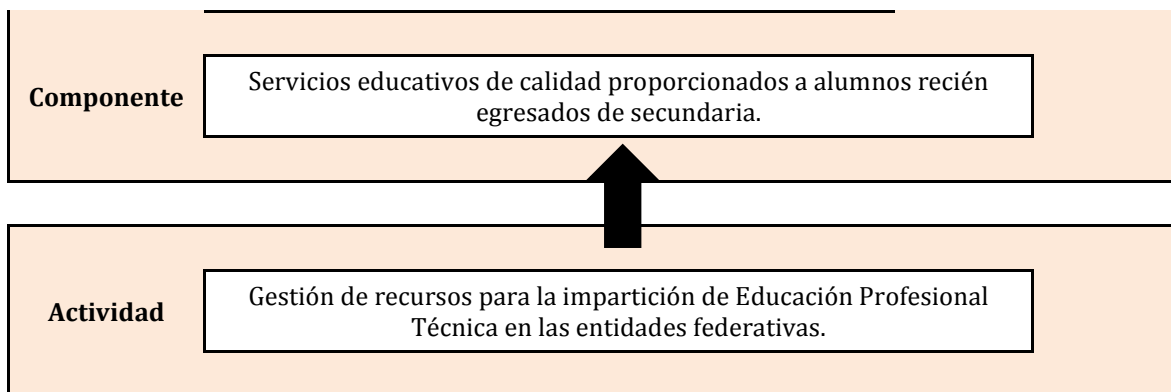 Componente
Servicios educativos de calidad proporcionados a alumnos recién
egresados de secundaria.
Actividad
Gestión de recursos para la impartición de Educación Profesional
Técnica en las entidades federativas.